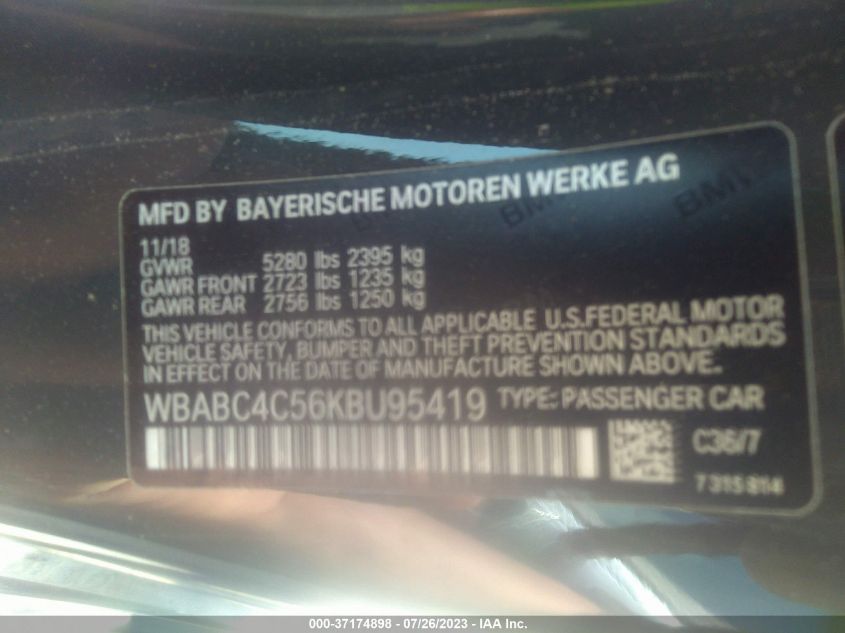 MFD BY BAYERISCHE MOTOREN WERKE AG
11/18
GVWR 5280 lbs 2395 kg
GAWR FRONT 2723 lbs 1235 kg
GAWR REAR 2756 lbs 1250 kg
THIS VEHICLE CONFORMS TO ALL APPLICABLE U.S.FEDERAL MOTOR
VEHICLE SAFETY, BUMPER AND THEFT PREVENTION STANDARDS
IN EFFECT ON THE DATE OF MANUFACTURE SHOWN ABOVE.
WBABC4C56KBU95419 TYPE: PASSENGER CAR
C36/7
7 315 814
000-37174898 - 07/26/2023 - IAA Inc.